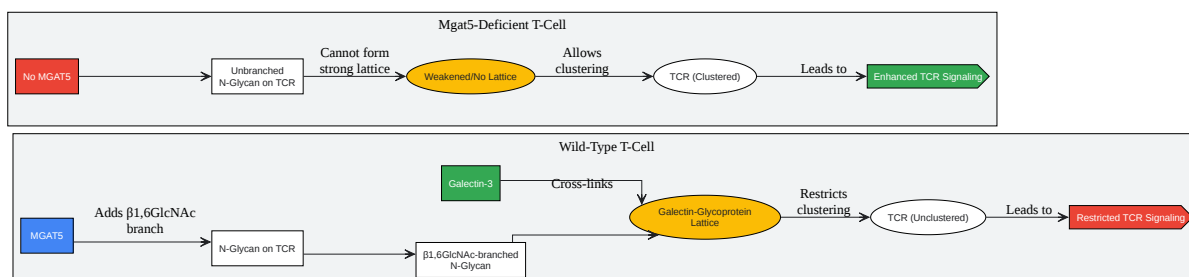 Mgat5-Deficient T-Cell
No MGAT5
Unbranched
N-Glycan on TCR
Cannot form
strong lattice
Weakened/No Lattice
Allows
clustering
TCR (Clustered)
Leads to
Enhanced TCR Signaling
Wild-Type T-Cell
Galectin-3
Cross-links
MGAT5
Adds β1,6GlcNAc
branch
N-Glycan on TCR
β1,6GlcNAc-branched
N-Glycan
Galectin-Glycoprotein
Lattice
Restricts
clustering
TCR (Unclustered)
Leads to
Restricted TCR Signaling